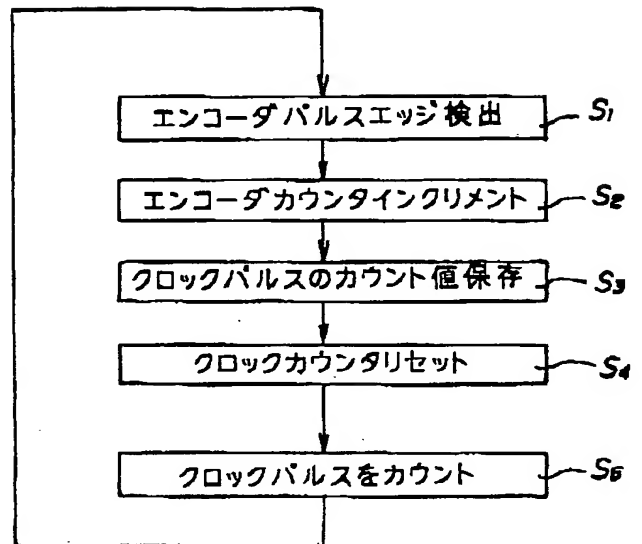 エンコーダパルスエッジ検出 S1
エンコーダカウンタインクリメント S2
クロックパルスのカウント値保存 S3
クロックカウンタリセット S4
クロックパルスをカウント S5